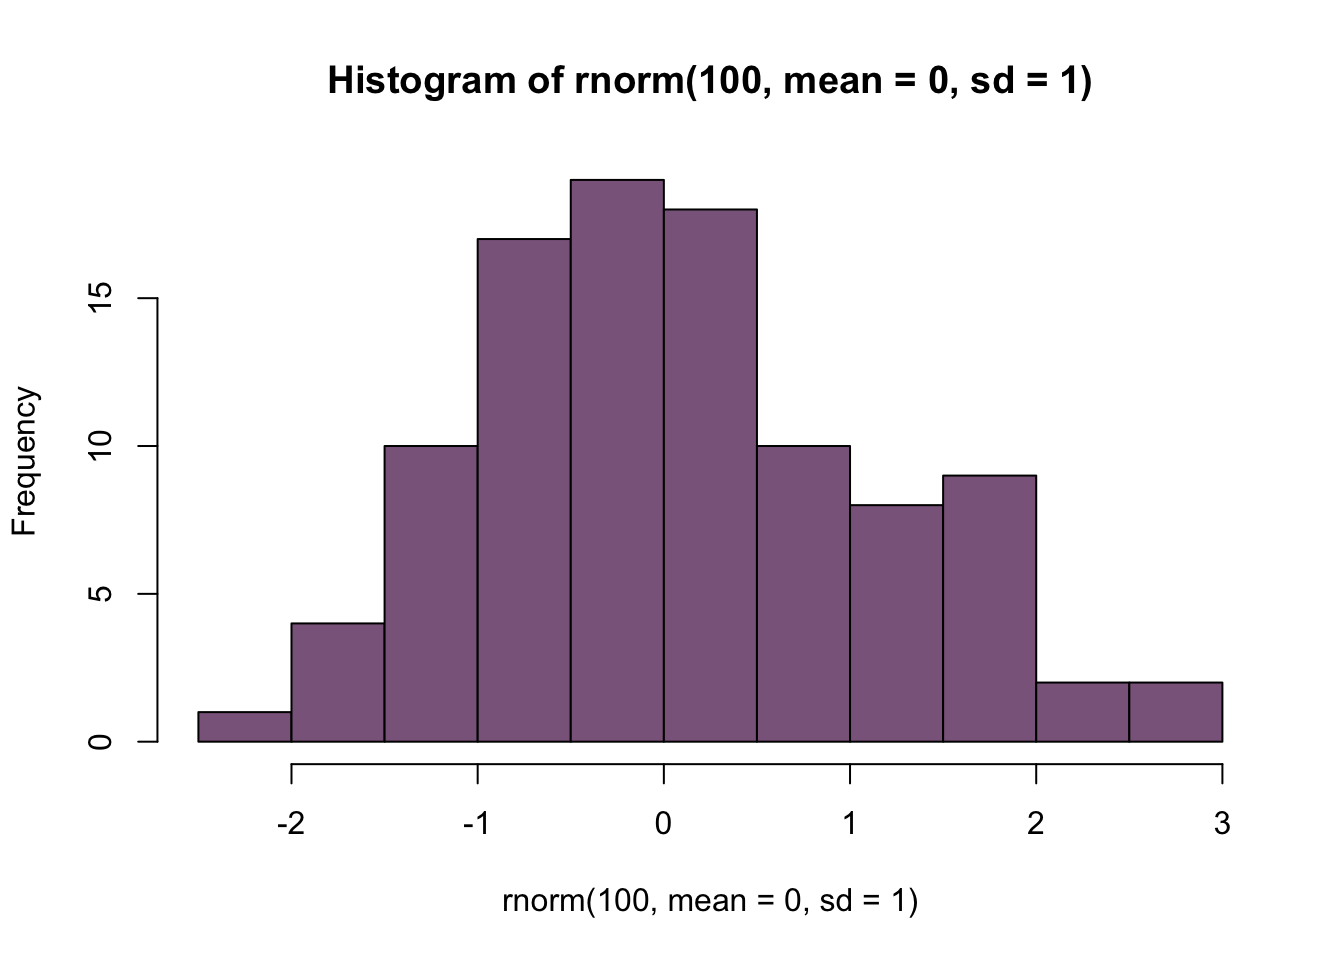 Histogram of rnorm(100, mean = 0, sd = 1)
Frequency
15
10
5
0
-2 -1 0 1 2 3
rnorm(100, mean = 0, sd = 1)